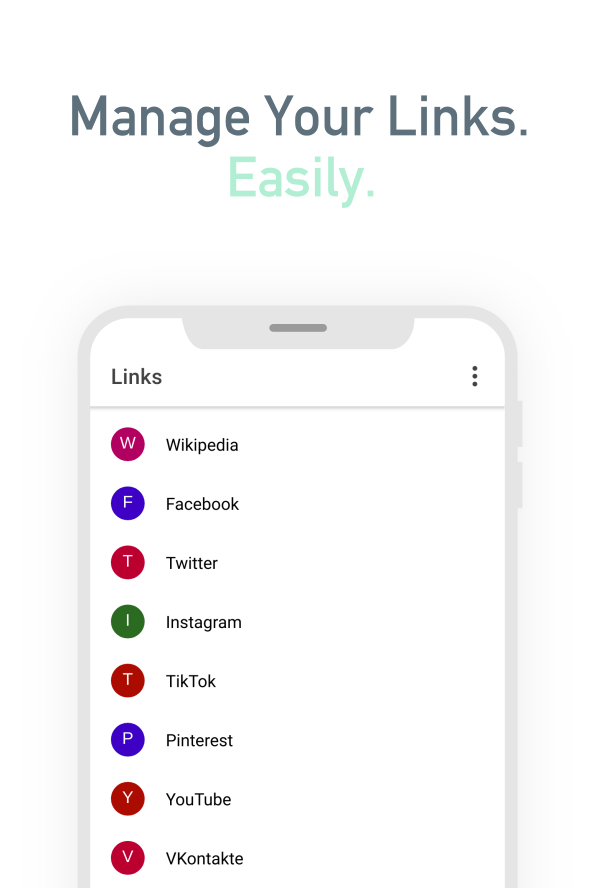 Manage Your Links.
Easily.
Links
W Wikipedia
F Facebook
T Twitter
I Instagram
T TikTok
P Pinterest
Y YouTube
V VKontakte